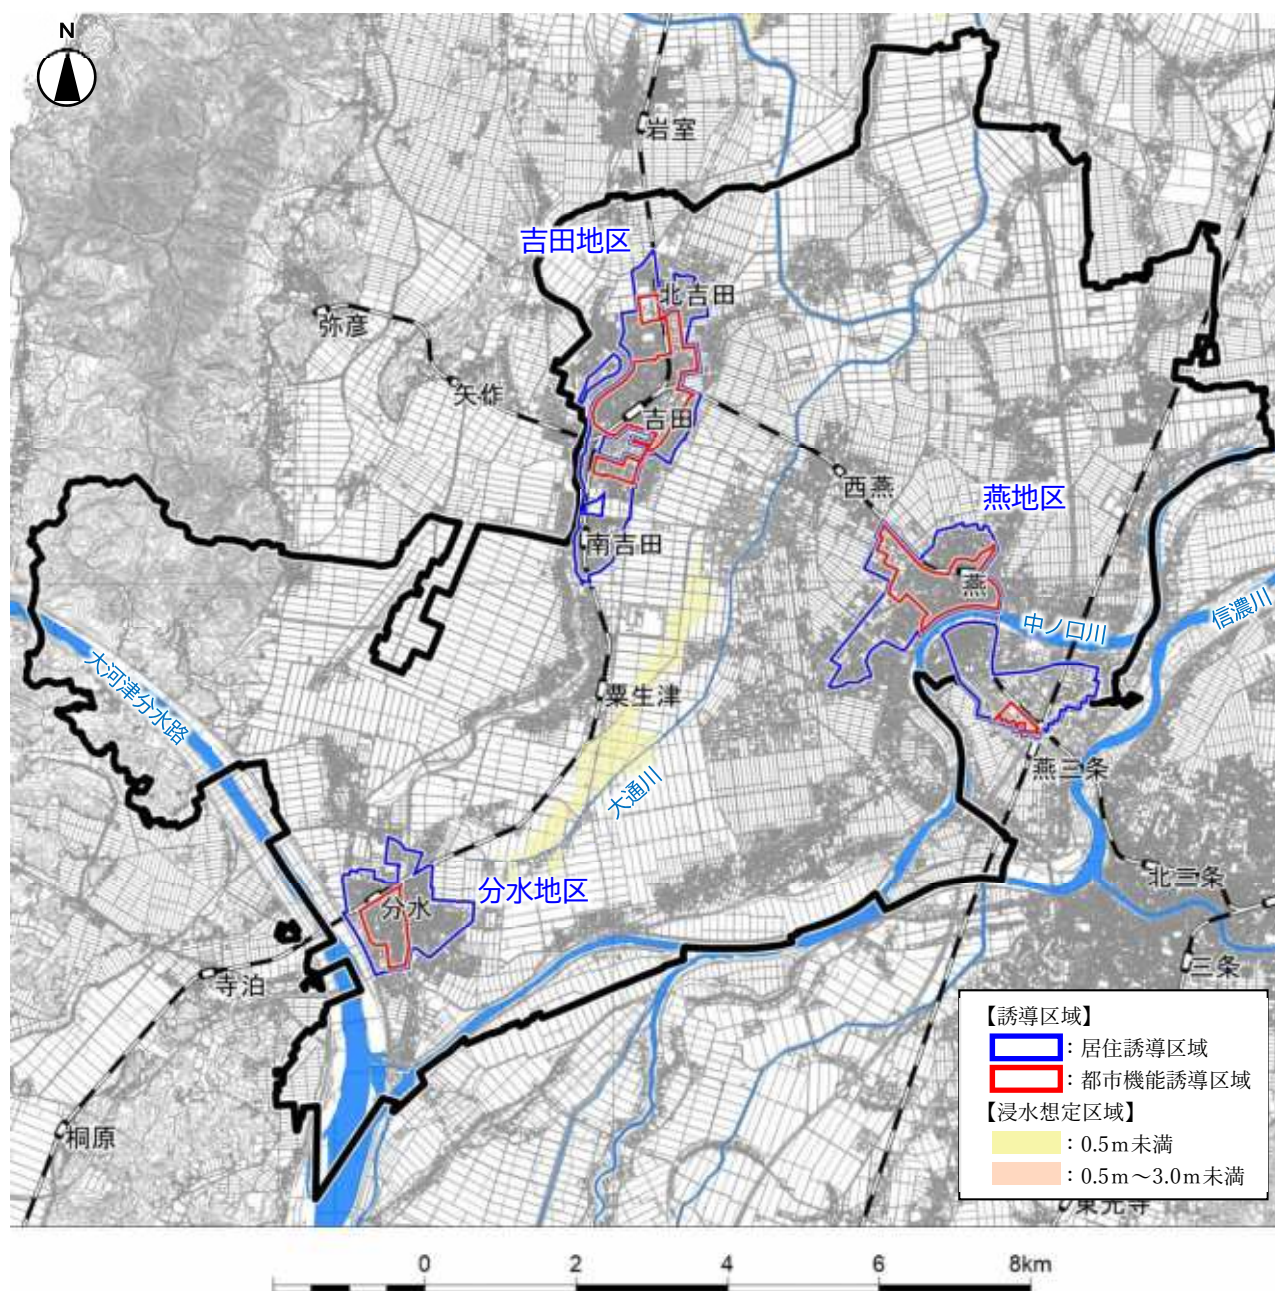 N
岩室
吉田地区
北吉田
弥彦
矢作
吉田
西燕
燕地区
南吉田
燕
中ノ口川
信濃川
大河津分水路
粟生津
大通川
燕三条
分水地区
分水
北三条
寺泊
三条
【誘導区域】
：居住誘導区域
：都市機能誘導区域
【浸水想定区域】
：0.5m未満
：0.5m～3.0m未満
桐原
東光寺
0 2 4 6 8km